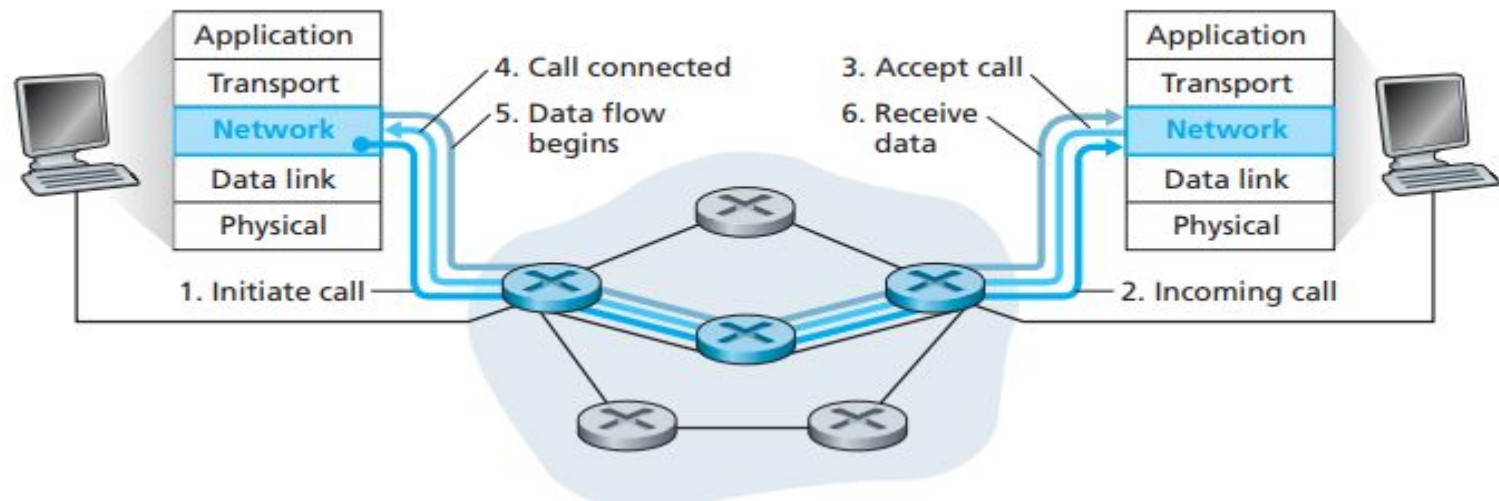 Application
Transport
Network
Data link
Physical
4. Call connected
5. Data flow
begins
1. Initiate call
3. Accept call
6. Receive
data
2. Incoming call
Application
Transport
Network
Data link
Physical